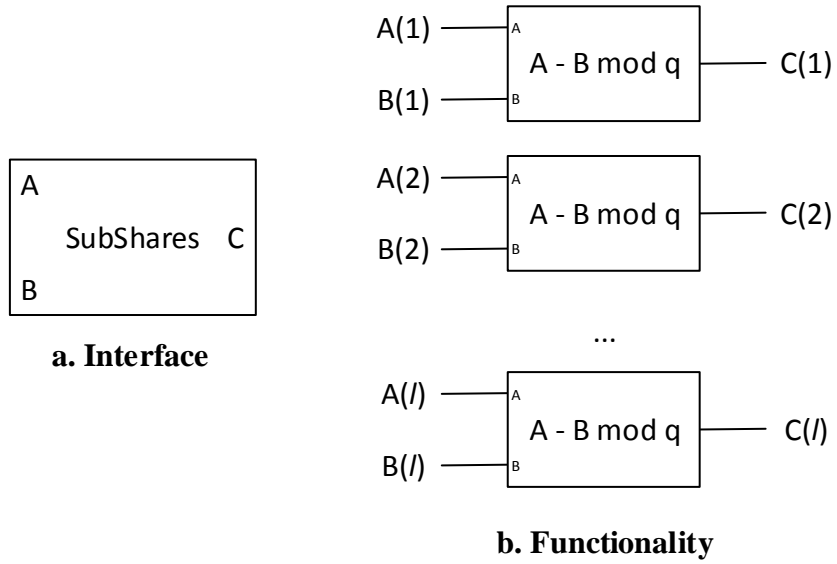 A
SubShares C
B
a. Interface
A(1)
A
A - B mod q
C(1)
B(1)
B
A(2)
A
A - B mod q
C(2)
B(2)
B
...
A(l)
A
A - B mod q
C(l)
B(l)
B
b. Functionality